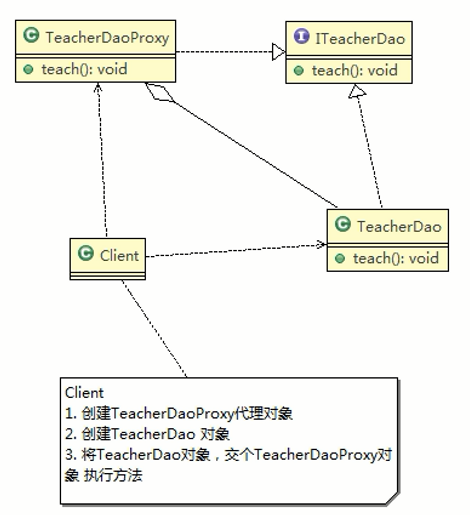 C TeacherDaoProxy
teach(): void
I ITeacherDao
teach(): void
C TeacherDao
teach(): void
C Client
Client
1. 创建TeacherDaoProxy代理对象
2. 创建TeacherDao 对象
3. 将TeacherDao对象，交个TeacherDaoProxy对
象 执行方法